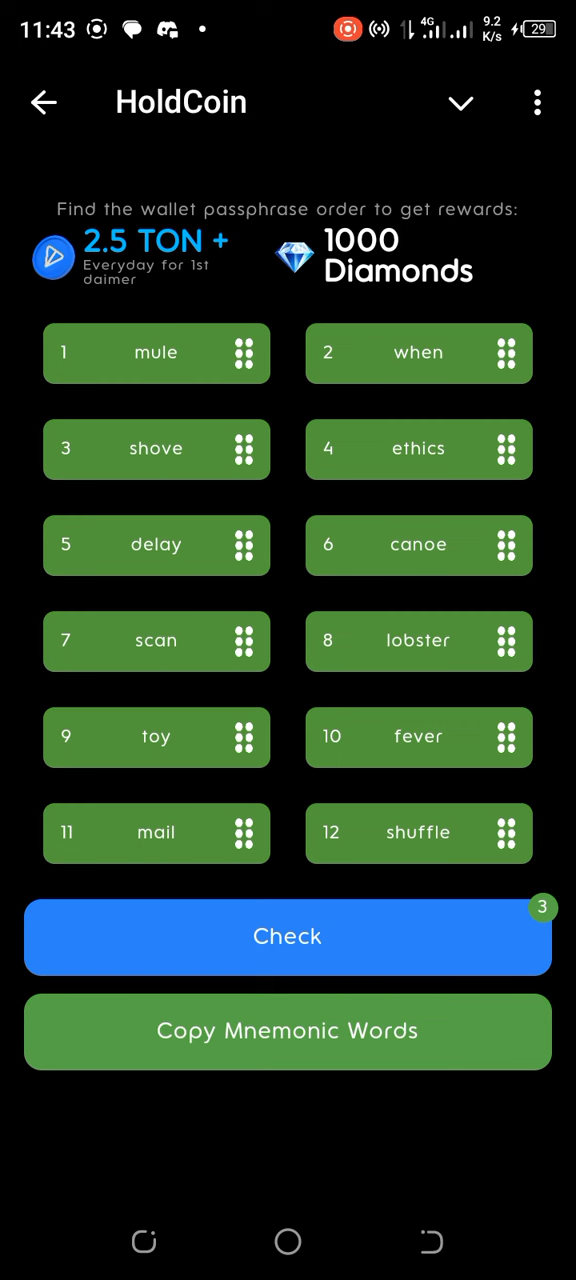 11:43 4G 9.2 K/s 29
HoldCoin
Find the wallet passphrase order to get rewards:
2.5 TON +
Everyday for 1st
daimer
1000
Diamonds
1 mule
2 when
3 shove
4 ethics
5 delay
6 canoe
7 scan
8 lobster
9 toy
10 fever
11 mail
12 shuffle
3
Check
Copy Mnemonic Words